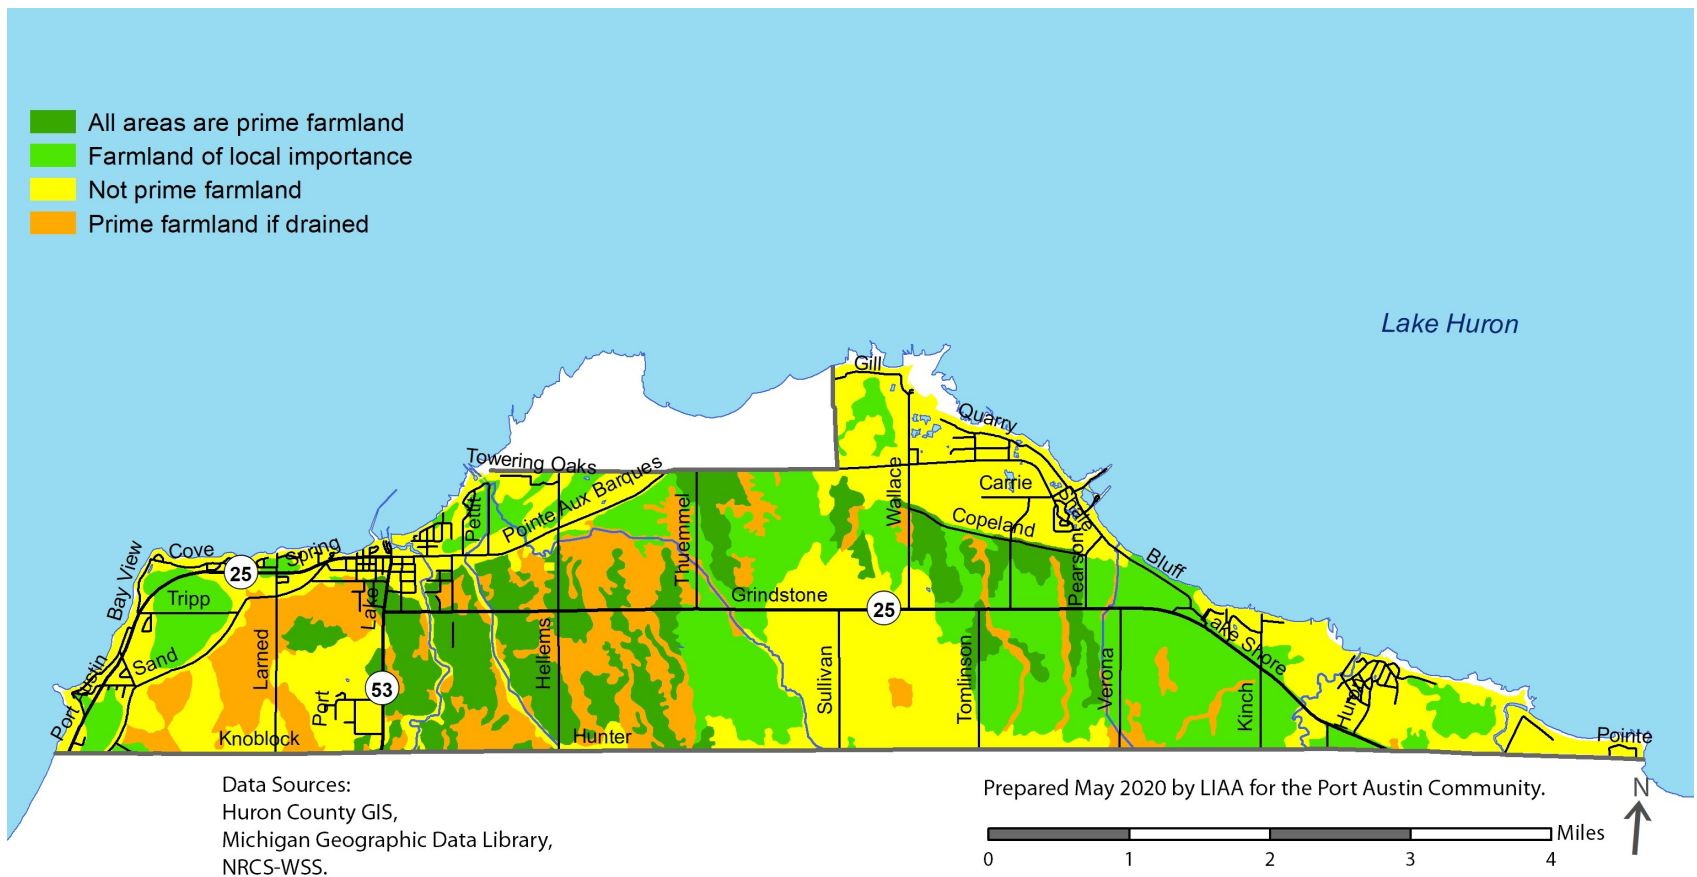 All areas are prime farmland
Farmland of local importance
Not prime farmland
Prime farmland if drained
Lake Huron
Gill
Quarry
Towering Oaks
Pointe Aux Barques
Wallace
Carrie
Shale
Petit
Thuemmel
Copeland
Pearson
Bluff
Bay View
Cove
25
Spring
Tripp
Lake
Grindstone
25
Lake Shore
Port Austin
Sand
Larned
Port
53
Hellems
Sullivan
Tomlinson
Verona
Kinch
Huron
Knoblock
Hunter
Pointe
Data Sources:
Huron County GIS,
Michigan Geographic Data Library,
NRCS-WSS.
Prepared May 2020 by LIAA for the Port Austin Community.
N
Miles
0 1 2 3 4